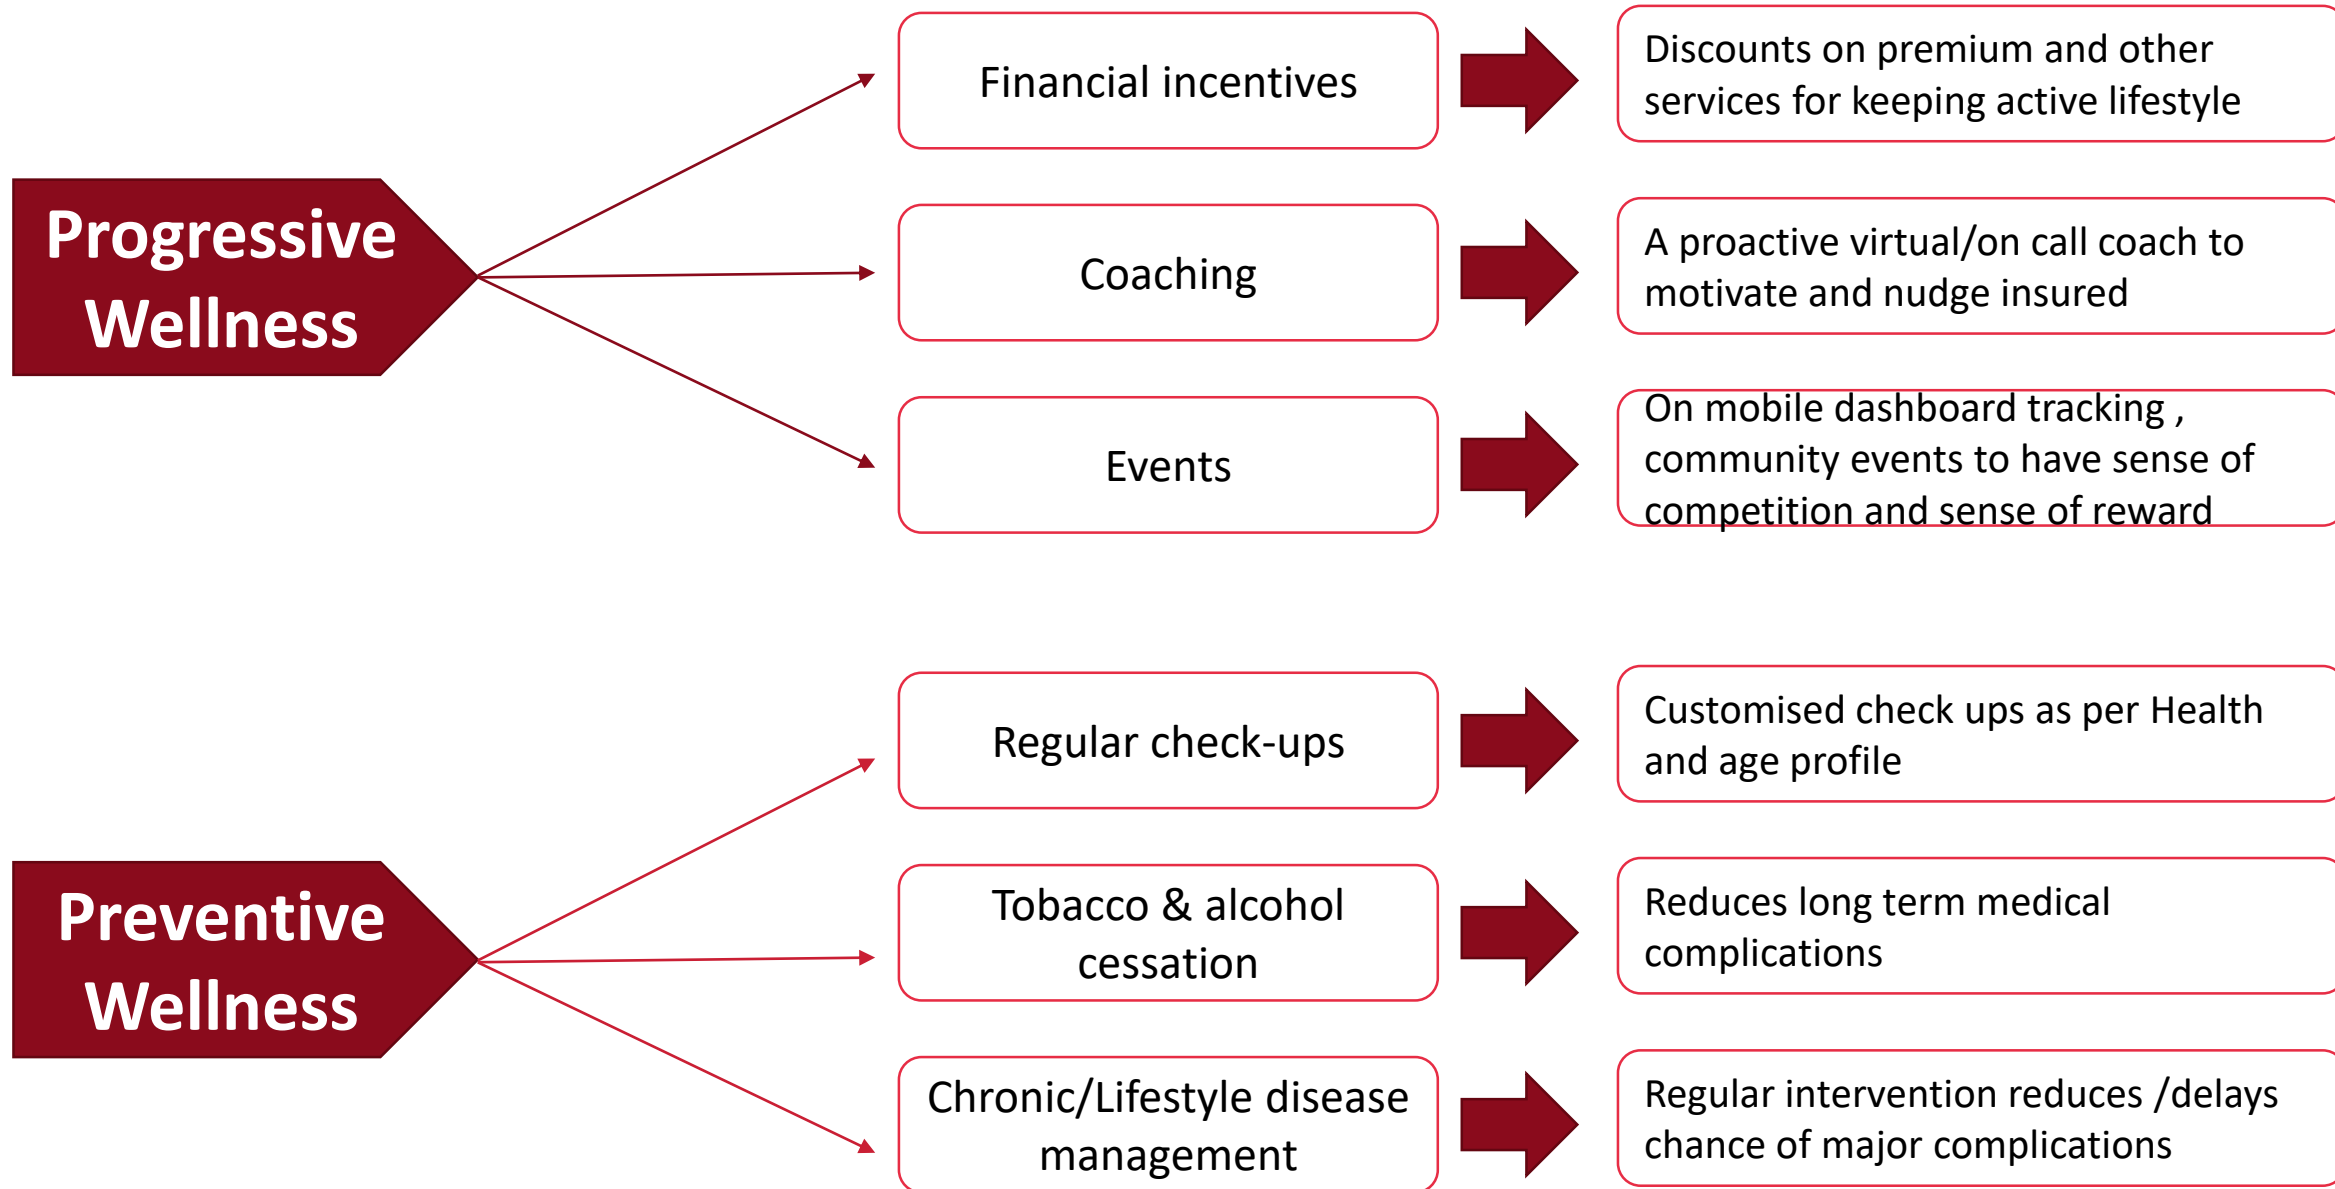 Progressive
Wellness
Financial incentives
Discounts on premium and other
services for keeping active lifestyle
Coaching
A proactive virtual/on call coach to
motivate and nudge insured
Events
On mobile dashboard tracking ,
community events to have sense of
competition and sense of reward
Preventive
Wellness
Regular check-ups
Customised check ups as per Health
and age profile
Tobacco & alcohol
cessation
Reduces long term medical
complications
Chronic/Lifestyle disease
management
Regular intervention reduces /delays
chance of major complications